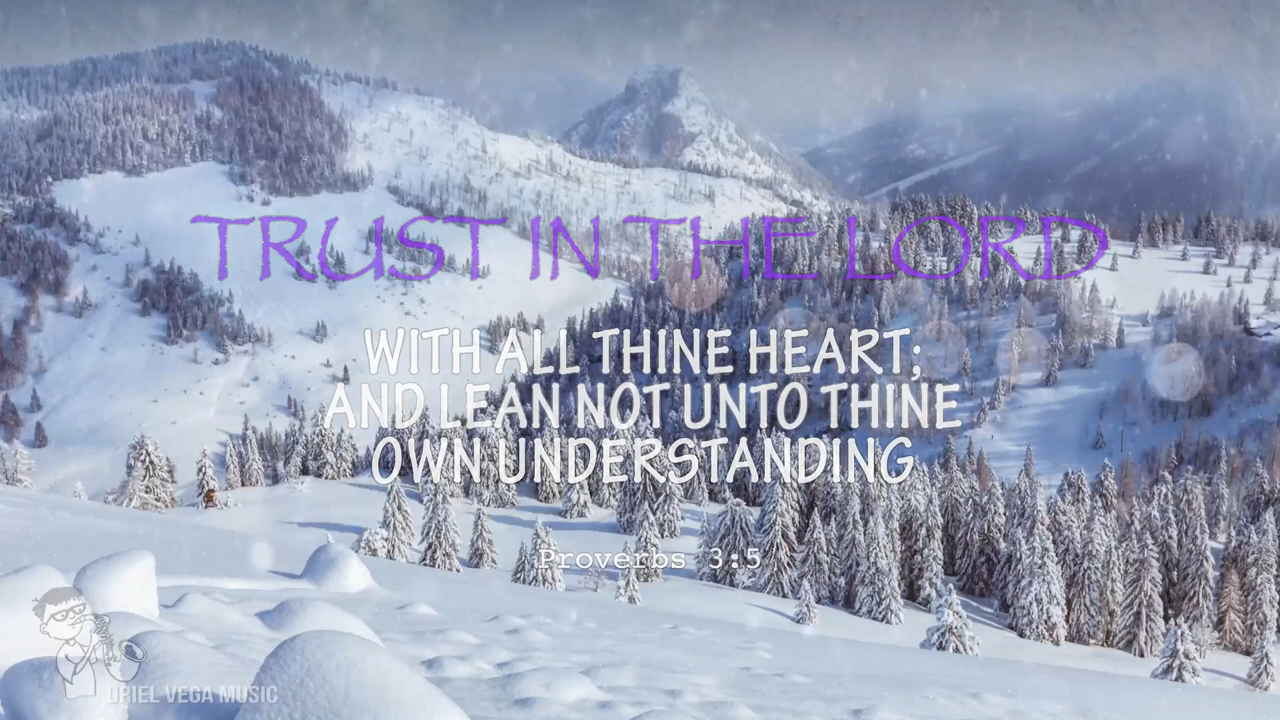 TRUST IN THE LORD
WITH ALL THINE HEART;
AND LEAN NOT UNTO THINE
OWN UNDERSTANDING
Proverbs 3:5
URIEL VEGA MUSIC